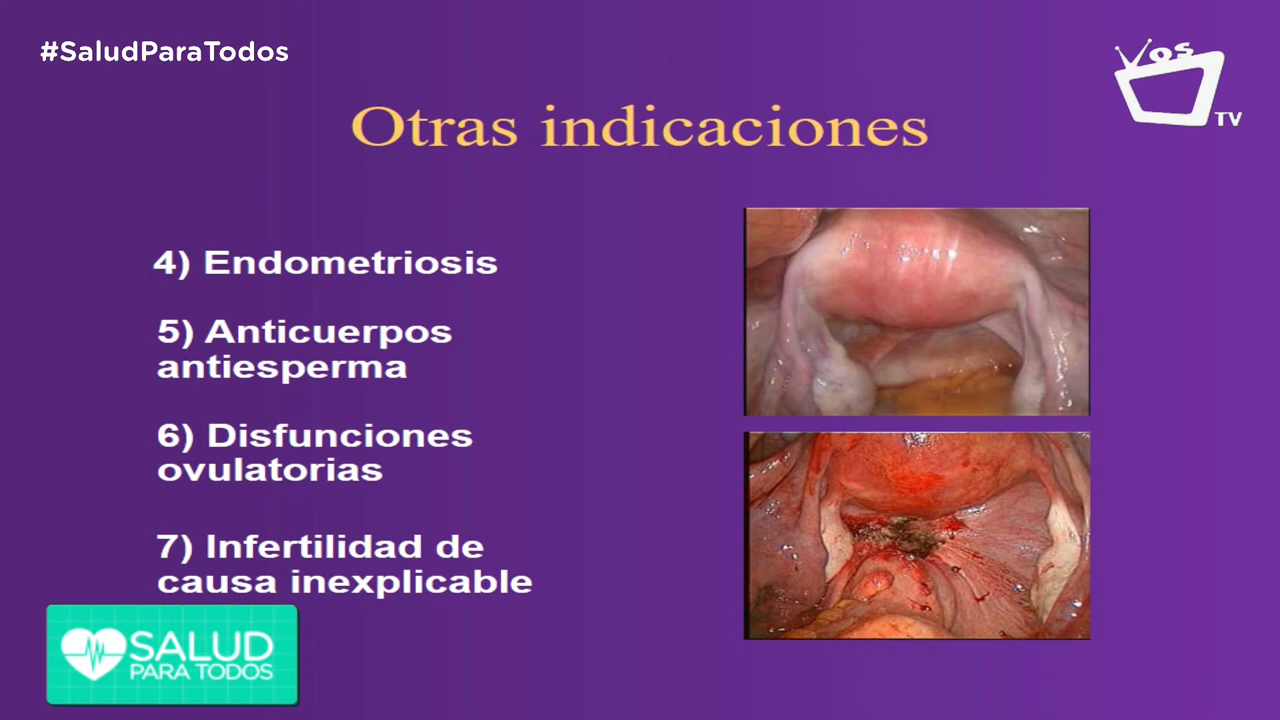 #SaludParaTodos
OS
TV
Otras indicaciones
4) Endometriosis
5) Anticuerpos
antiesperma
6) Disfunciones
ovulatorias
7) Infertilidad de
causa inexplicable
SALUD
PARA TODOS